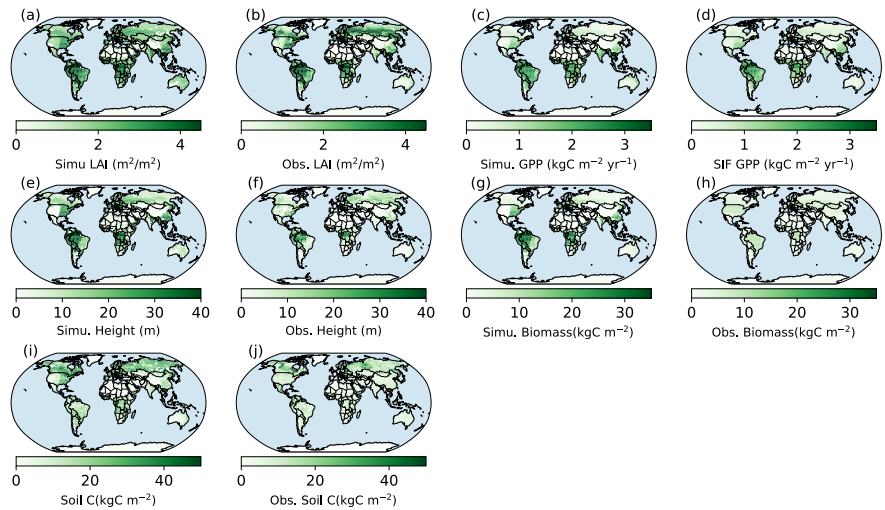 (a) (b) (c) (d)
0 2 4 0 2 4 0 1 2 3 0 1 2 3
Simu LAI (m²/m²) Obs. LAI (m²/m²) Simu. GPP (kgC m⁻² yr⁻¹) SIF GPP (kgC m⁻² yr⁻¹)
(e) (f) (g) (h)
0 10 20 30 40 0 10 20 30 40 0 10 20 30 0 10 20 30
Simu. Height (m) Obs. Height (m) Simu. Biomass(kgC m⁻²) Obs. Biomass(kgC m⁻²)
(i) (j)
0 20 40 0 20 40
Soil C(kgC m⁻²) Obs. Soil C(kgC m⁻²)